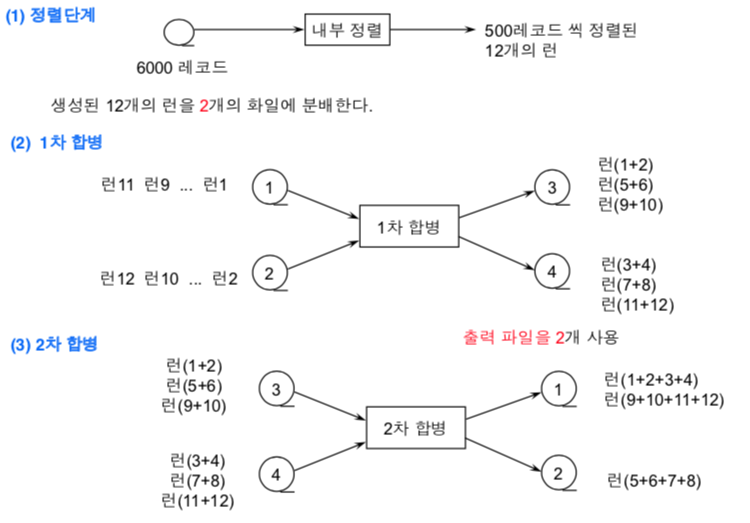 (1) 정렬단계
내부 정렬
500레코드 씩 정렬된
12개의 런
6000 레코드
생성된 12개의 런을 2개의 화일에 분배한다.
(2) 1차 합병
런11 런9 ... 런1
1
런12 런10 ... 런2
2
1차 합병
3
런(1+2)
런(5+6)
런(9+10)
4
런(3+4)
런(7+8)
런(11+12)
출력 파일을 2개 사용
(3) 2차 합병
런(1+2)
런(5+6)
런(9+10)
3
런(3+4)
런(7+8)
런(11+12)
4
2차 합병
1
런(1+2+3+4)
런(9+10+11+12)
2
런(5+6+7+8)